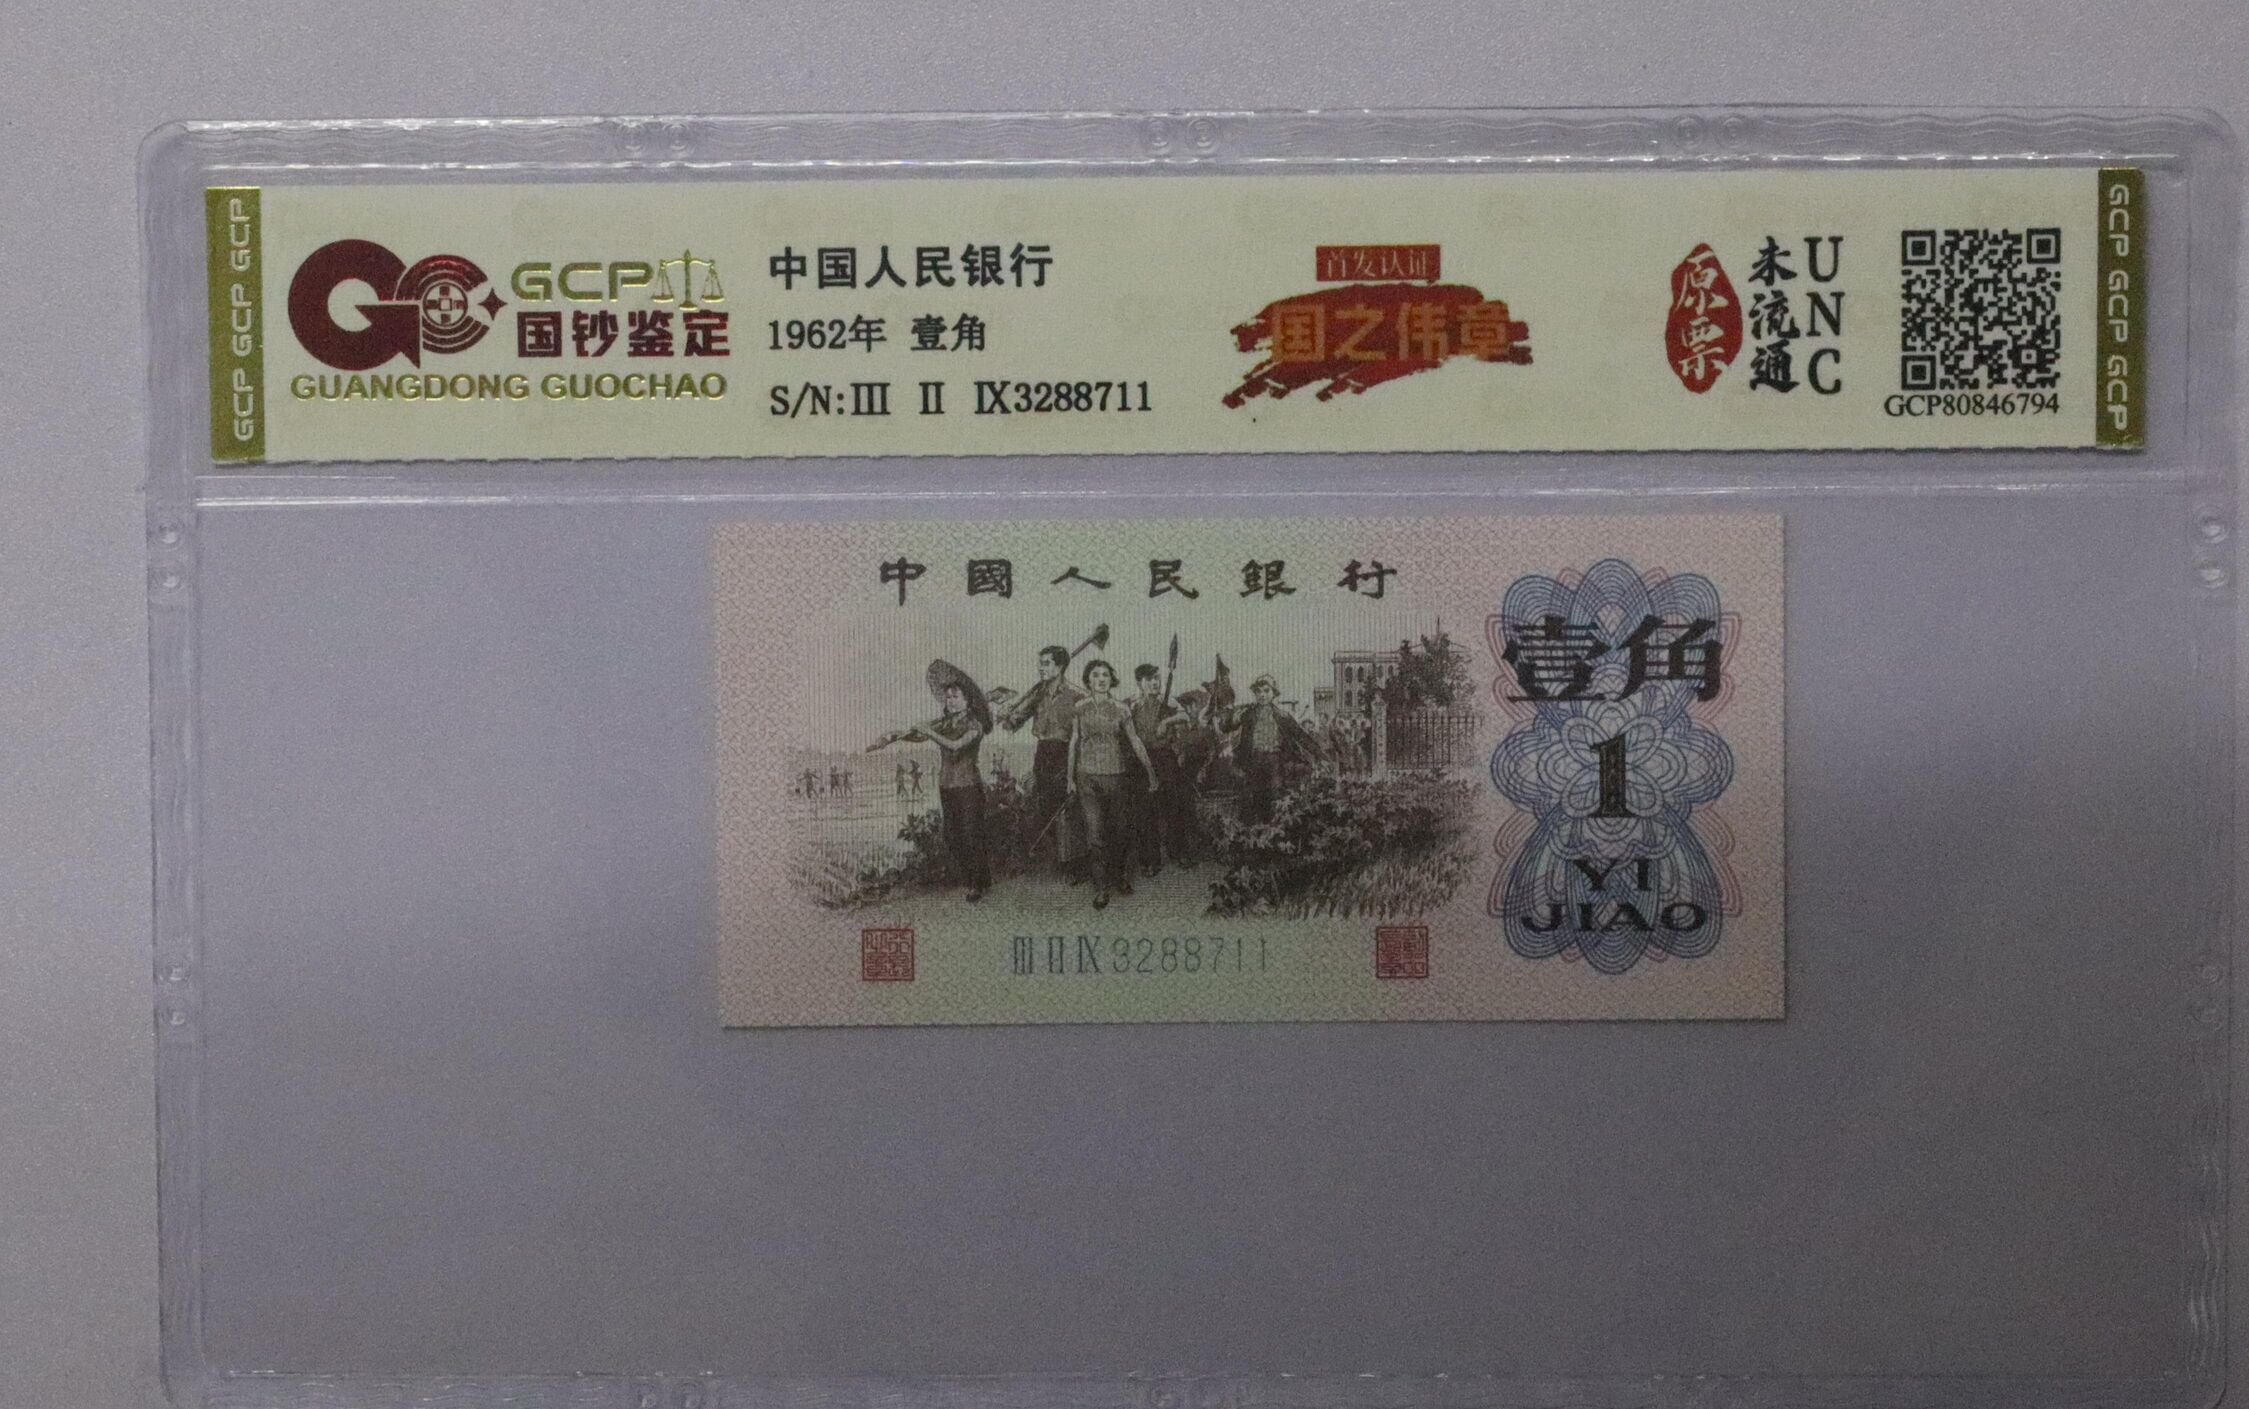 GCP GCP GCP
GCP
国钞鉴定
GUANGDONG GUOCHAO
中国人民银行
1962年 壹角
S/N:Ⅲ Ⅱ Ⅸ3288711
首发认证
国之伟章
原票
未流通
UNC
GCP80846794
GCP GCP GCP
中國人民銀行
壹角
1
YI
JIAO
Ⅲ Ⅱ Ⅸ 3288711